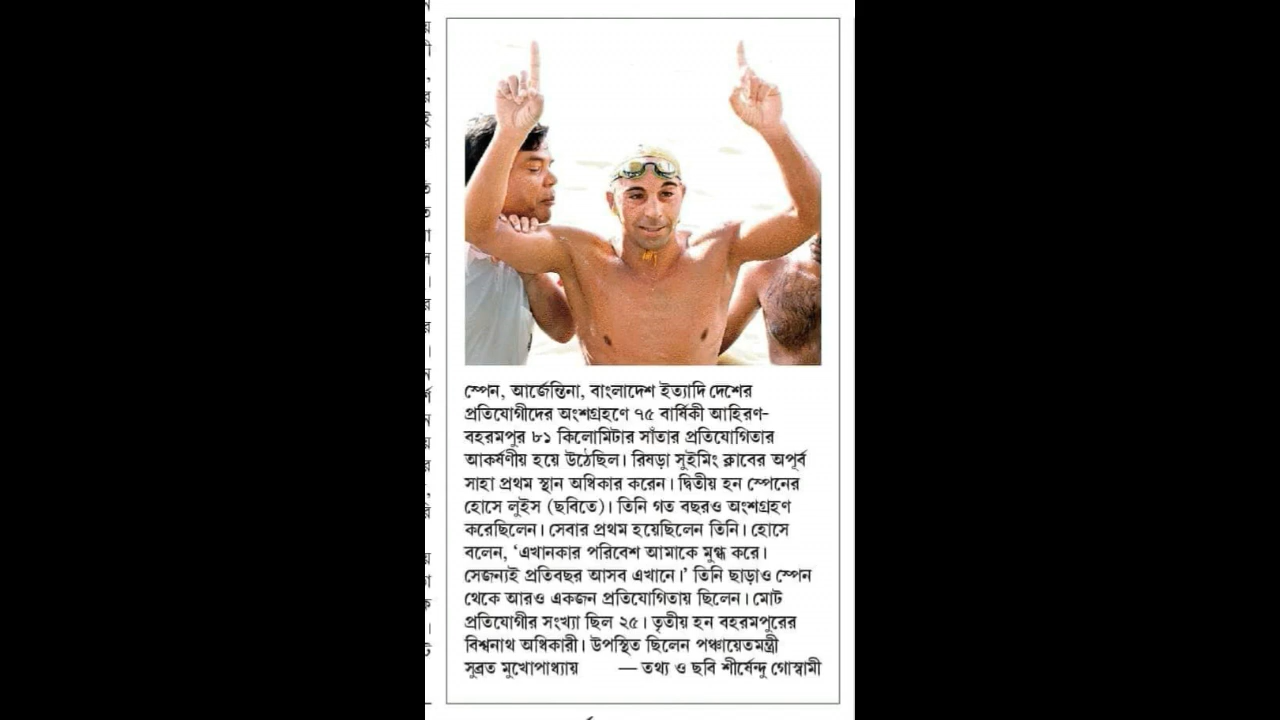 স্পেন, আর্জেন্তিনা, বাংলাদেশ ইত্যাদি দেশের
প্রতিযোগীদের অংশগ্রহণে ৭৫ বার্ষিকী আহিরণ-
বহরমপুর ৮১ কিলোমিটার সাঁতার প্রতিযোগিতার
আকর্ষণীয় হয়ে উঠেছিল। রিষড়া সুইমিং ক্লাবের অপূর্ব
সাহা প্রথম স্থান অধিকার করেন। দ্বিতীয় হন স্পেনের
হোসে লুইস (ছবিতে)। তিনি গত বছরও অংশগ্রহণ
করেছিলেন। সেবার প্রথম হয়েছিলেন তিনি। হোসে
বলেন, ‘এখানকার পরিবেশ আমাকে মুগ্ধ করে।
সেজন্যই প্রতিবছর আসব এখানে।’ তিনি ছাড়াও স্পেন
থেকে আরও একজন প্রতিযোগিতায় ছিলেন। মোট
প্রতিযোগীর সংখ্যা ছিল ২৫। তৃতীয় হন বহরমপুরের
বিশ্বনাথ অধিকারী। উপস্থিত ছিলেন পঞ্চায়েতমন্ত্রী
সুব্রত মুখোপাধ্যায় — তথ্য ও ছবি শীর্ষেন্দু গোস্বামী